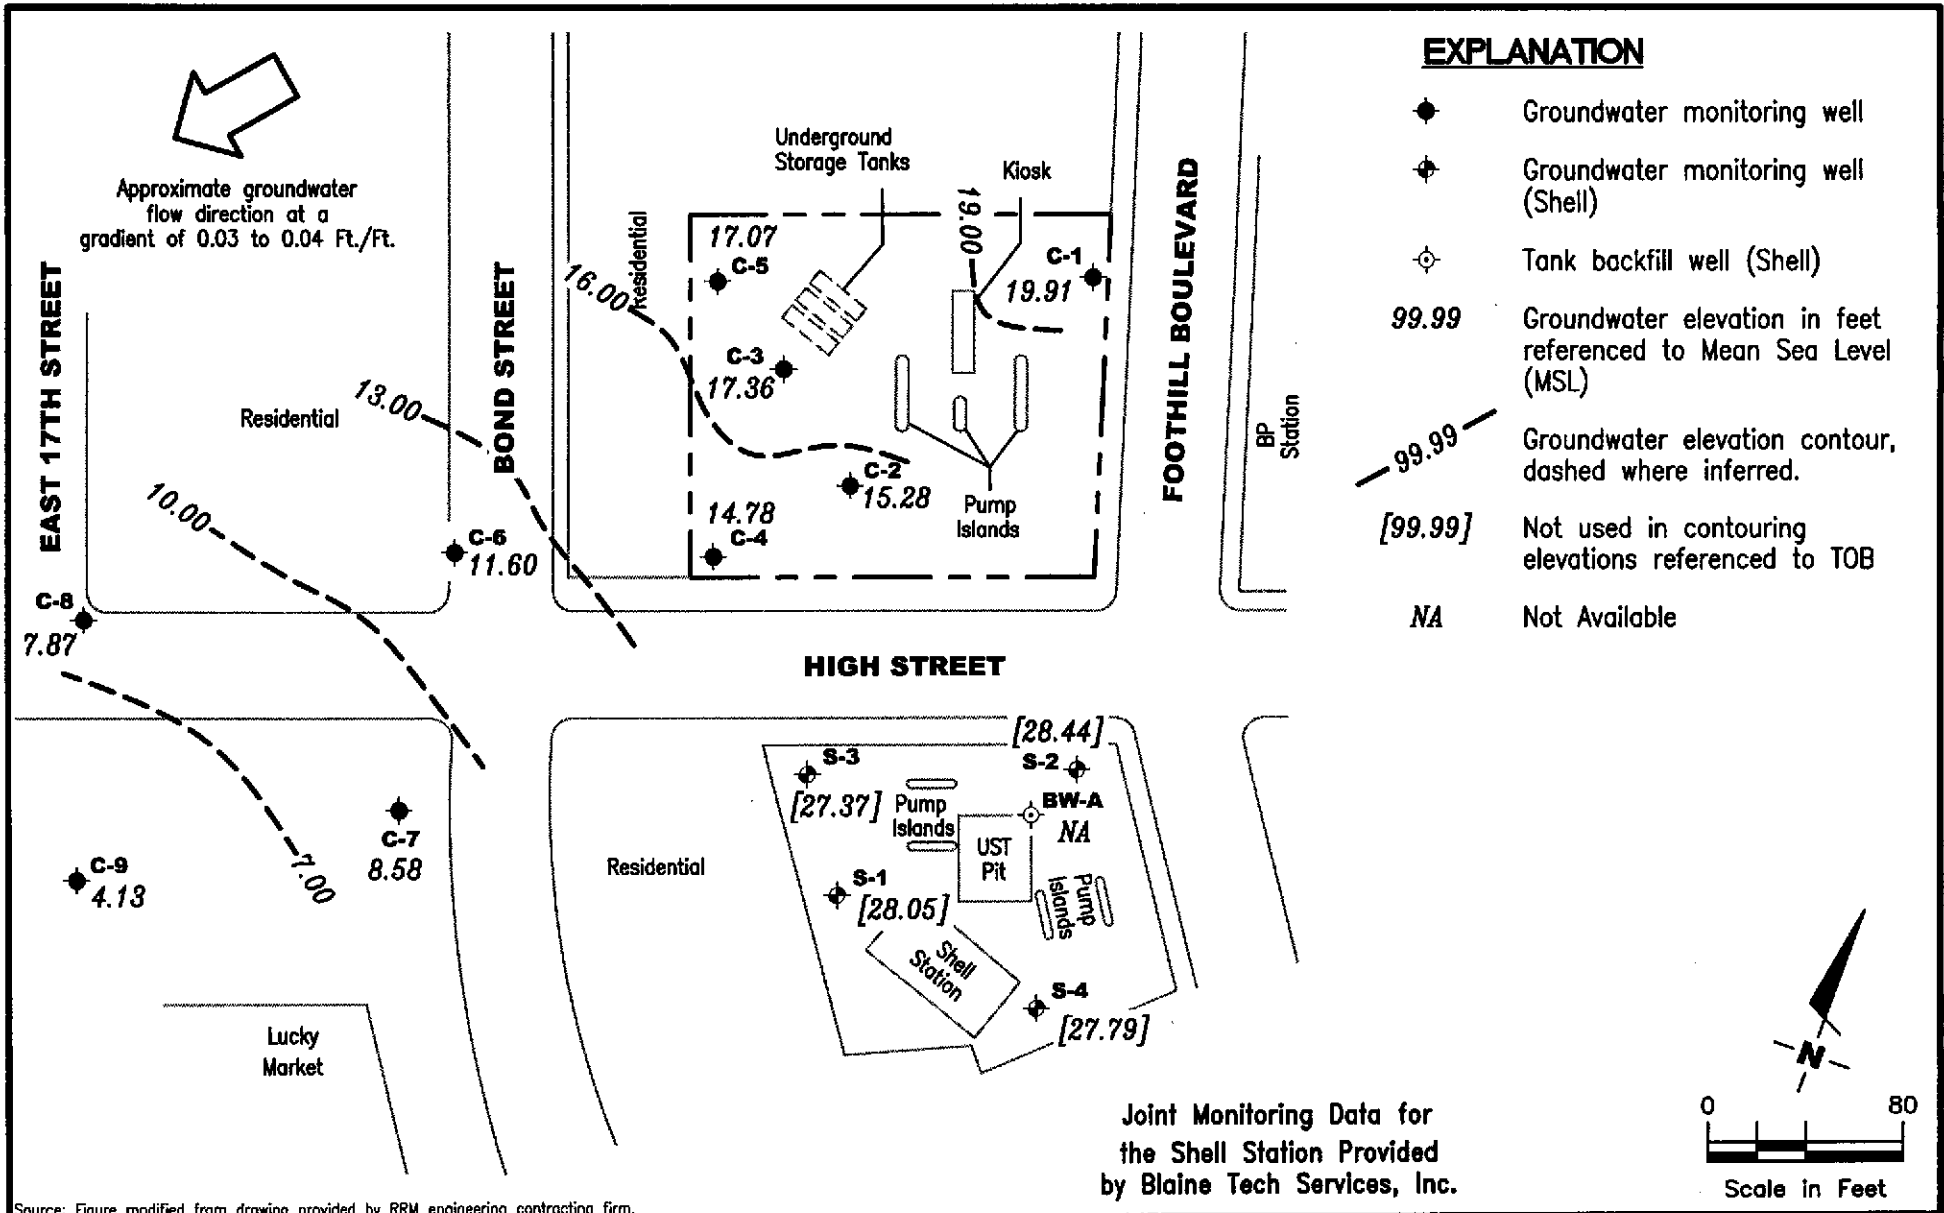 EXPLANATION
Groundwater monitoring well
Groundwater monitoring well
(Shell)
Tank backfill well (Shell)
99.99
Groundwater elevation in feet
referenced to Mean Sea Level
(MSL)
99.99
Groundwater elevation contour,
dashed where inferred.
[99.99]
Not used in contouring
elevations referenced to TOB
NA
Not Available
Approximate groundwater
flow direction at a
gradient of 0.03 to 0.04 Ft./Ft.
Underground
Storage Tanks
Kiosk
19.00
17.07
C-5
C-1
19.91
Residential
16.00
EAST 17TH STREET
BOND STREET
FOOTHILL BOULEVARD
BP
Station
C-3
17.36
13.00
Residential
10.00
C-2
15.28
Pump
Islands
14.78
C-4
C-6
11.60
C-8
7.87
HIGH STREET
[28.44]
S-3
S-2
[27.37]
Pump
Islands
BW-A
NA
UST
Pit
C-7
8.58
7.00
C-9
4.13
Residential
S-1
[28.05]
Pump
Islands
Shell
Station
S-4
[27.79]
Lucky
Market
N
Joint Monitoring Data for
the Shell Station Provided
by Blaine Tech Services, Inc.
0 80
Scale in Feet
Source: Figure modified from drawing provided by RRM engineering contracting firm.